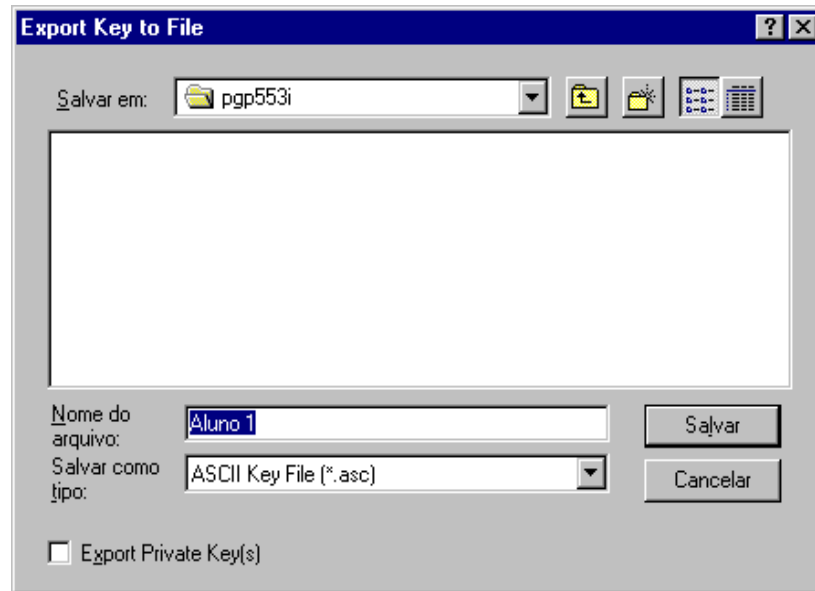 Export Key to File
Salvar em: pgp553i
Nome do arquivo: Aluno 1
Salvar
Salvar como tipo: ASCII Key File (*.asc)
Cancelar
Export Private Key(s)